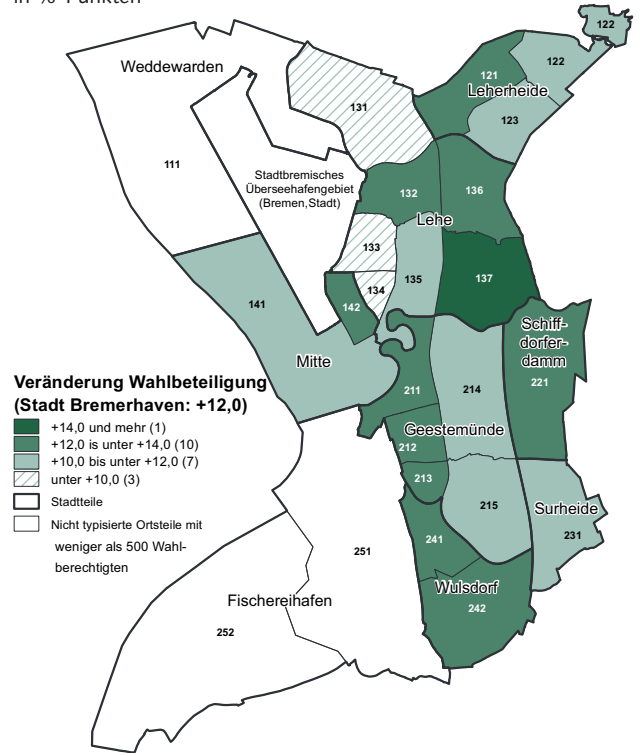 in %-Punkten
122
Weddewarden
121
122
Leherheide
131
123
111
Stadtbremisches
Überseehafengebiet
(Bremen,Stadt)
132
136
Lehe
133
135
137
134
141
142
Schiff-
dorfer-
damm
Mitte
Veränderung Wahlbeteiligung
(Stadt Bremerhaven: +12,0)
+14,0 und mehr (1)
+12,0 is unter +14,0 (10)
+10,0 bis unter +12,0 (7)
unter +10,0 (3)
Stadtteile
Nicht typisierte Ortsteile mit
weniger als 500 Wahl-
berechtigten
211
214
221
Geestemünde
212
213
215
Surheide
231
241
251
Wulsdorf
Fischereihafen
242
252